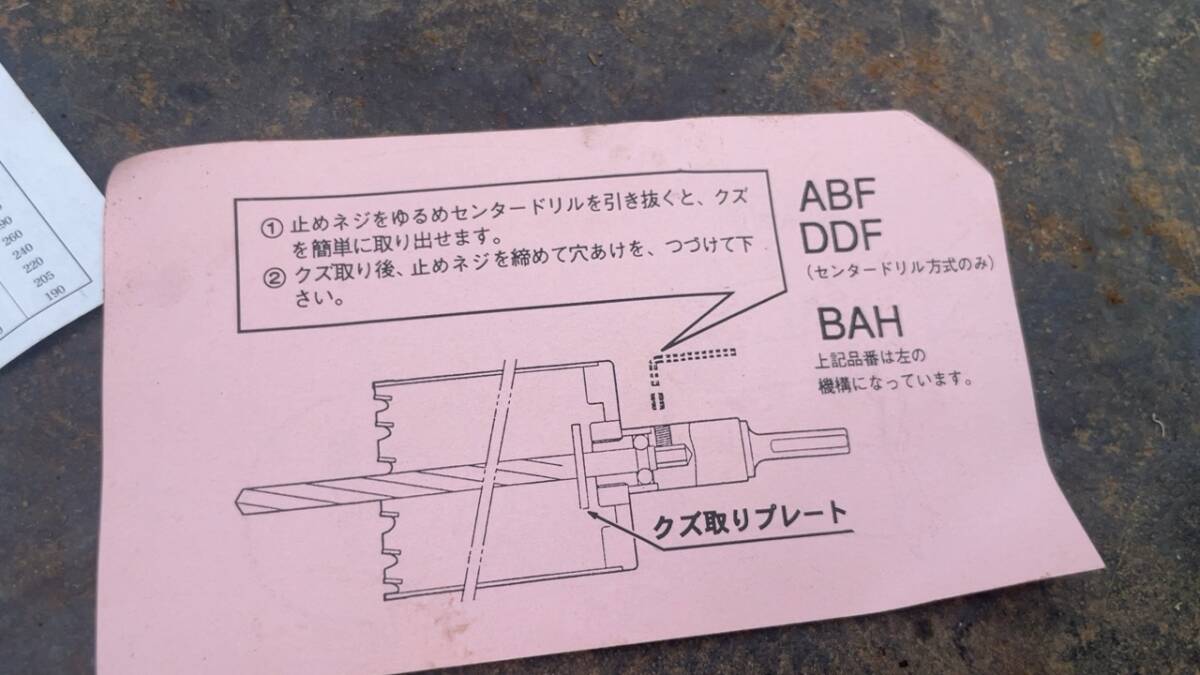 ① 止めネジをゆるめセンタードリルを引き抜くと、クズ
を簡単に取り出せます。
② クズ取り後、止めネジを締めて穴あけを、つづけて下
さい。
ABF
DDF
(センタードリル方式のみ)
BAH
上記品番は左の
機構になっています。
クズ取りプレート
260
240
220
205
190